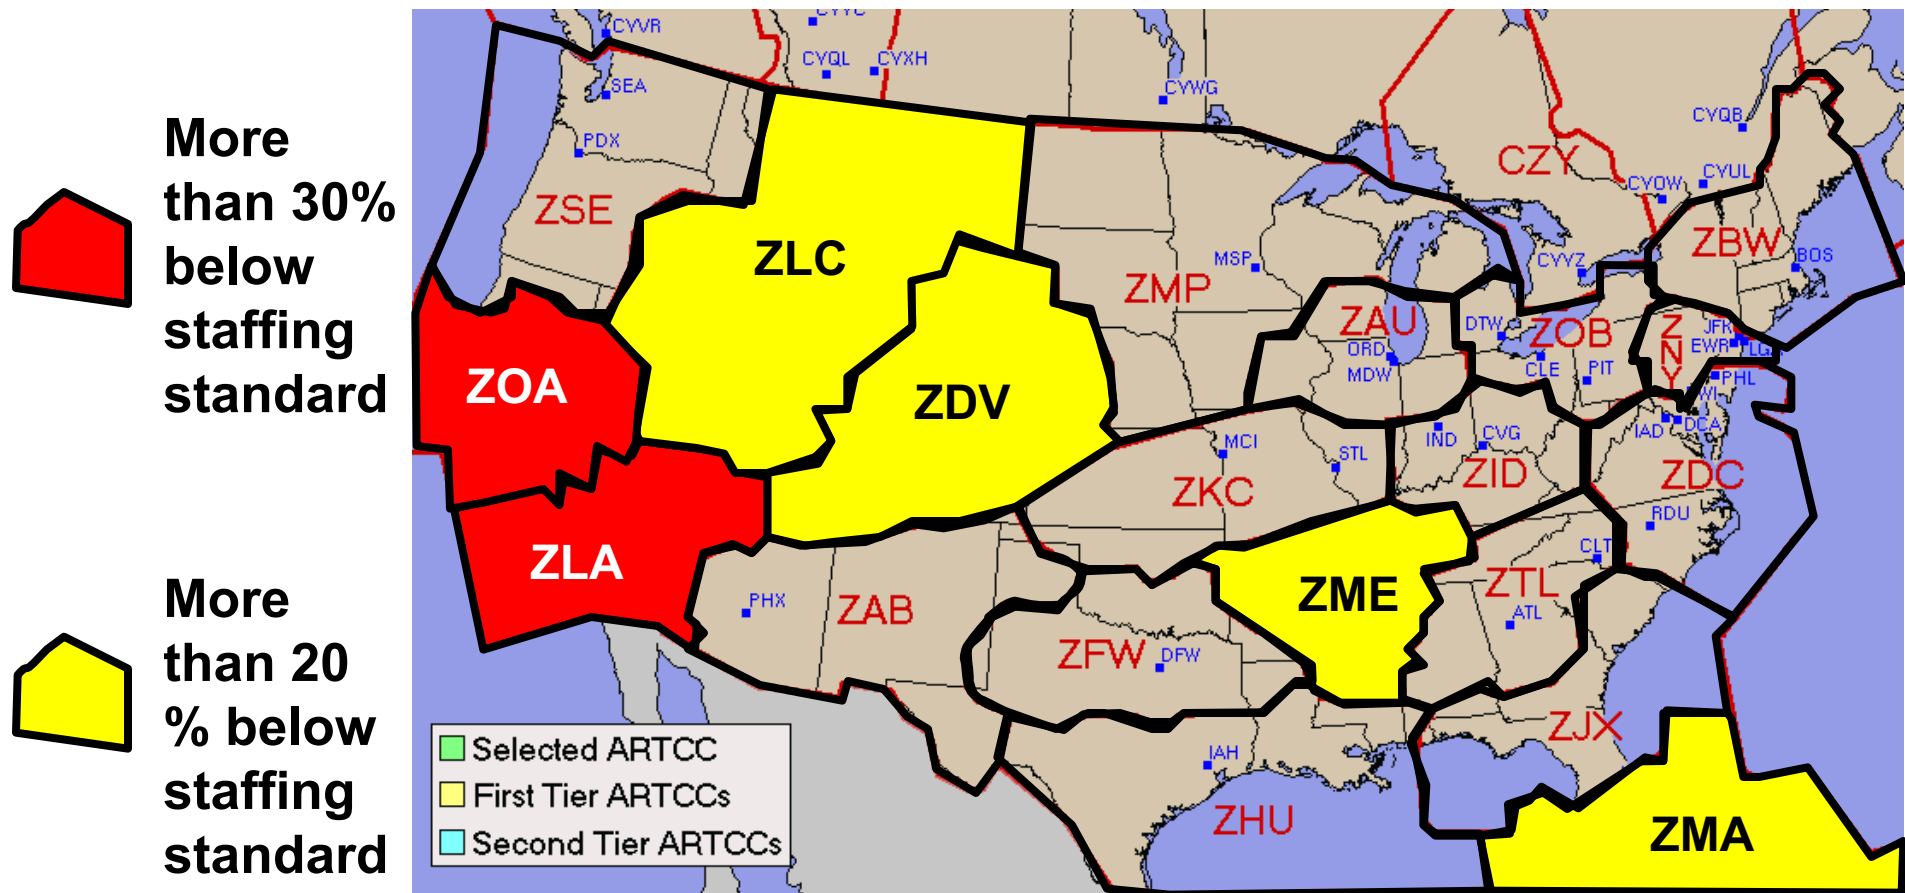 More
than 30%
below
staffing
standard
More
than 20
% below
staffing
standard
CYVR
CYQL
CYXH
CYWG
SEA
PDX
CYQB
CYUL
CYOW
CZY
ZSE
ZLC
ZBW
BOS
CYYZ
MSP
ZMP
ZAU
ZOB
DTW
ORD
MDW
CLE
PIT
Z
N
Y
JFK
EWR
PHL
ZOA
ZDV
IAD
DCA
MCI
STL
IND
CVG
ZKC
ZID
ZDC
RDU
ZLA
CLT
ZTL
ATL
ZME
PHX
ZAB
ZFW
DFW
ZJX
IAH
ZHU
ZMA
Selected ARTCC
First Tier ARTCCs
Second Tier ARTCCs